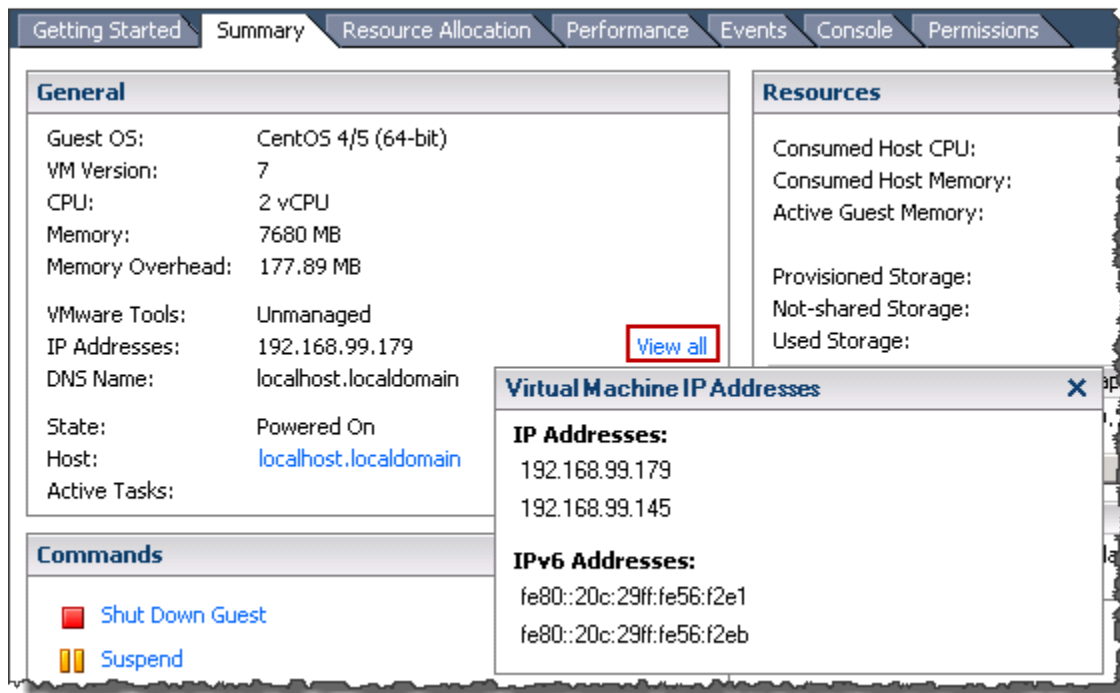 Getting Started Summary Resource Allocation Performance Events Console Permissions
General
Guest OS: CentOS 4/5 (64-bit)
VM Version: 7
CPU: 2 vCPU
Memory: 7680 MB
Memory Overhead: 177.89 MB
VMware Tools: Unmanaged
IP Addresses: 192.168.99.179 View all
DNS Name: localhost.localdomain
State: Powered On
Host: localhost.localdomain
Active Tasks:
Resources
Consumed Host CPU:
Consumed Host Memory:
Active Guest Memory:
Provisioned Storage:
Not-shared Storage:
Used Storage:
Virtual Machine IP Addresses
IP Addresses:
192.168.99.179
192.168.99.145
IPv6 Addresses:
fe80::20c:29ff:fe56:f2e1
fe80::20c:29ff:fe56:f2eb
Commands
Shut Down Guest
Suspend